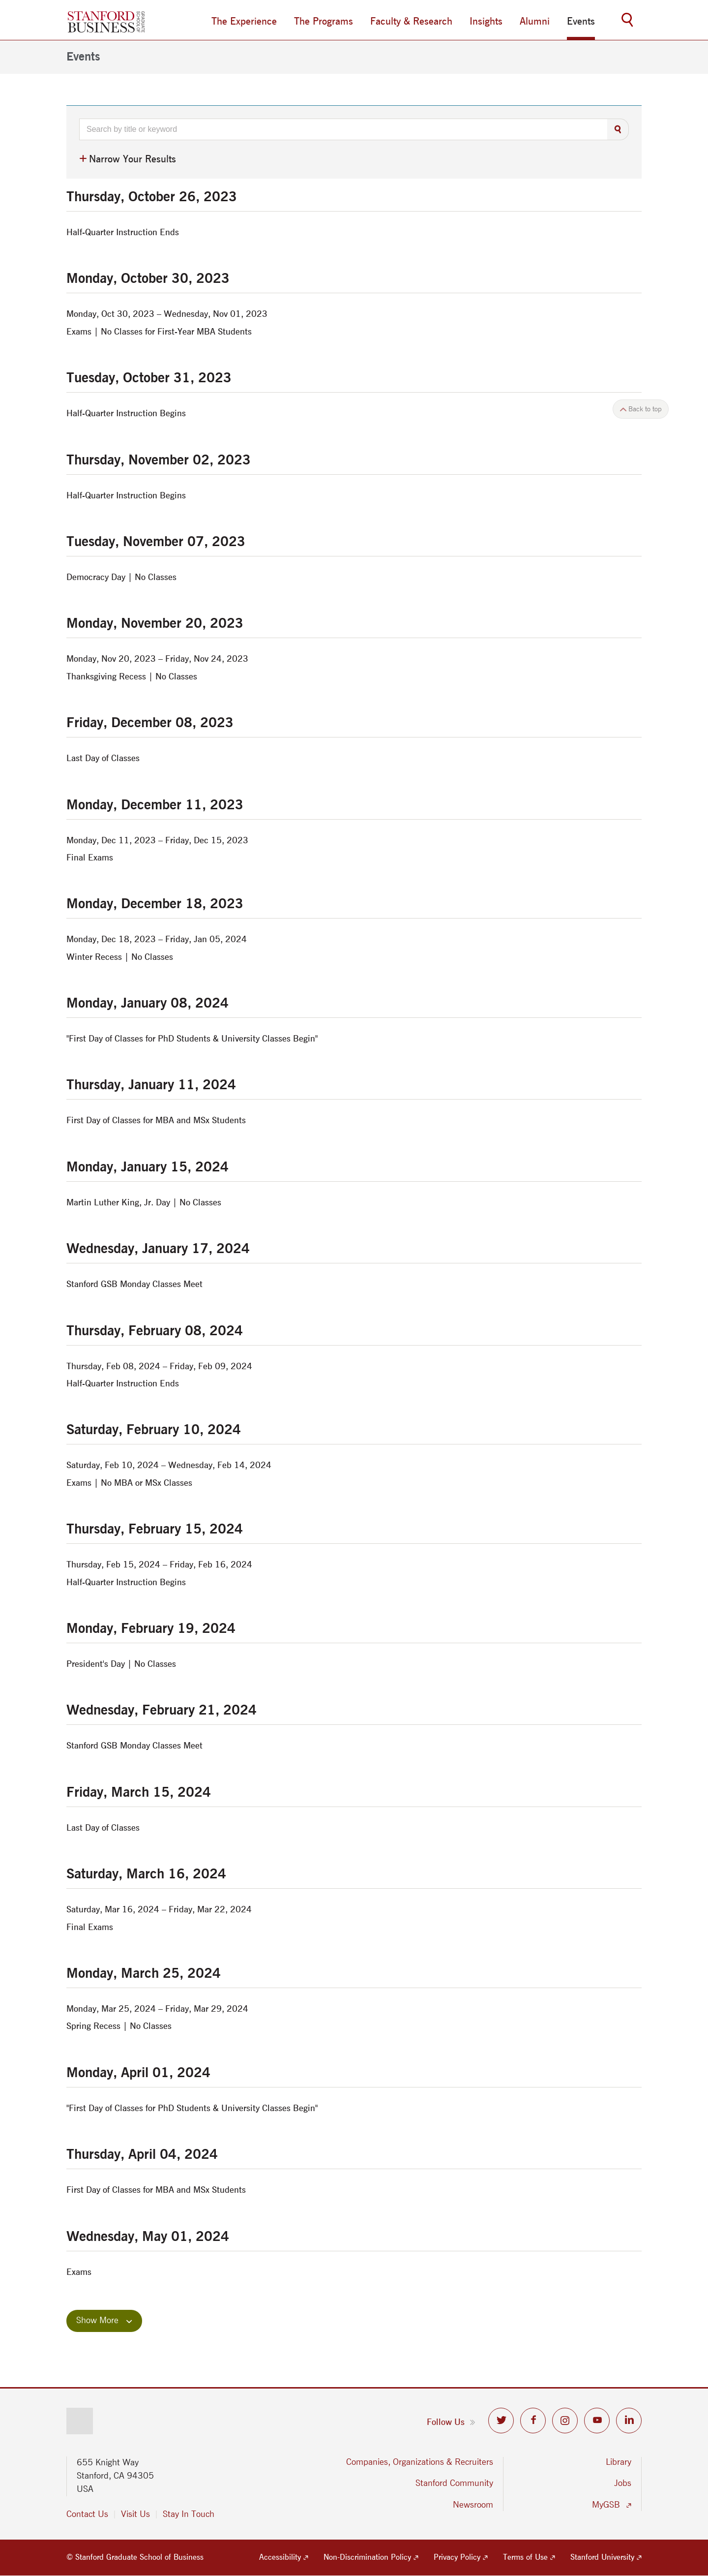 STANFORD
BUSINESS
The Experience
The Programs
Faculty & Research
Insights
Alumni
Events
Events
Search by title or keyword
Narrow Your Results
Thursday, October 26, 2023
Half-Quarter Instruction Ends
Monday, October 30, 2023
Monday, Oct 30, 2023 – Wednesday, Nov 01, 2023
Exams | No Classes for First-Year MBA Students
Tuesday, October 31, 2023
Back to top
Half-Quarter Instruction Begins
Thursday, November 02, 2023
Half-Quarter Instruction Begins
Tuesday, November 07, 2023
Democracy Day | No Classes
Monday, November 20, 2023
Monday, Nov 20, 2023 – Friday, Nov 24, 2023
Thanksgiving Recess | No Classes
Friday, December 08, 2023
Last Day of Classes
Monday, December 11, 2023
Monday, Dec 11, 2023 – Friday, Dec 15, 2023
Final Exams
Monday, December 18, 2023
Monday, Dec 18, 2023 – Friday, Jan 05, 2024
Winter Recess | No Classes
Monday, January 08, 2024
"First Day of Classes for PhD Students & University Classes Begin"
Thursday, January 11, 2024
First Day of Classes for MBA and MSx Students
Monday, January 15, 2024
Martin Luther King, Jr. Day | No Classes
Wednesday, January 17, 2024
Stanford GSB Monday Classes Meet
Thursday, February 08, 2024
Thursday, Feb 08, 2024 – Friday, Feb 09, 2024
Half-Quarter Instruction Ends
Saturday, February 10, 2024
Saturday, Feb 10, 2024 – Wednesday, Feb 14, 2024
Exams | No MBA or MSx Classes
Thursday, February 15, 2024
Thursday, Feb 15, 2024 – Friday, Feb 16, 2024
Half-Quarter Instruction Begins
Monday, February 19, 2024
President's Day | No Classes
Wednesday, February 21, 2024
Stanford GSB Monday Classes Meet
Friday, March 15, 2024
Last Day of Classes
Saturday, March 16, 2024
Saturday, Mar 16, 2024 – Friday, Mar 22, 2024
Final Exams
Monday, March 25, 2024
Monday, Mar 25, 2024 – Friday, Mar 29, 2024
Spring Recess | No Classes
Monday, April 01, 2024
"First Day of Classes for PhD Students & University Classes Begin"
Thursday, April 04, 2024
First Day of Classes for MBA and MSx Students
Wednesday, May 01, 2024
Exams
Show More
Follow Us
655 Knight Way
Stanford, CA 94305
USA
Contact Us
Visit Us
Stay In Touch
Companies, Organizations & Recruiters
Stanford Community
Newsroom
Library
Jobs
MyGSB
© Stanford Graduate School of Business
Accessibility
Non-Discrimination Policy
Privacy Policy
Terms of Use
Stanford University